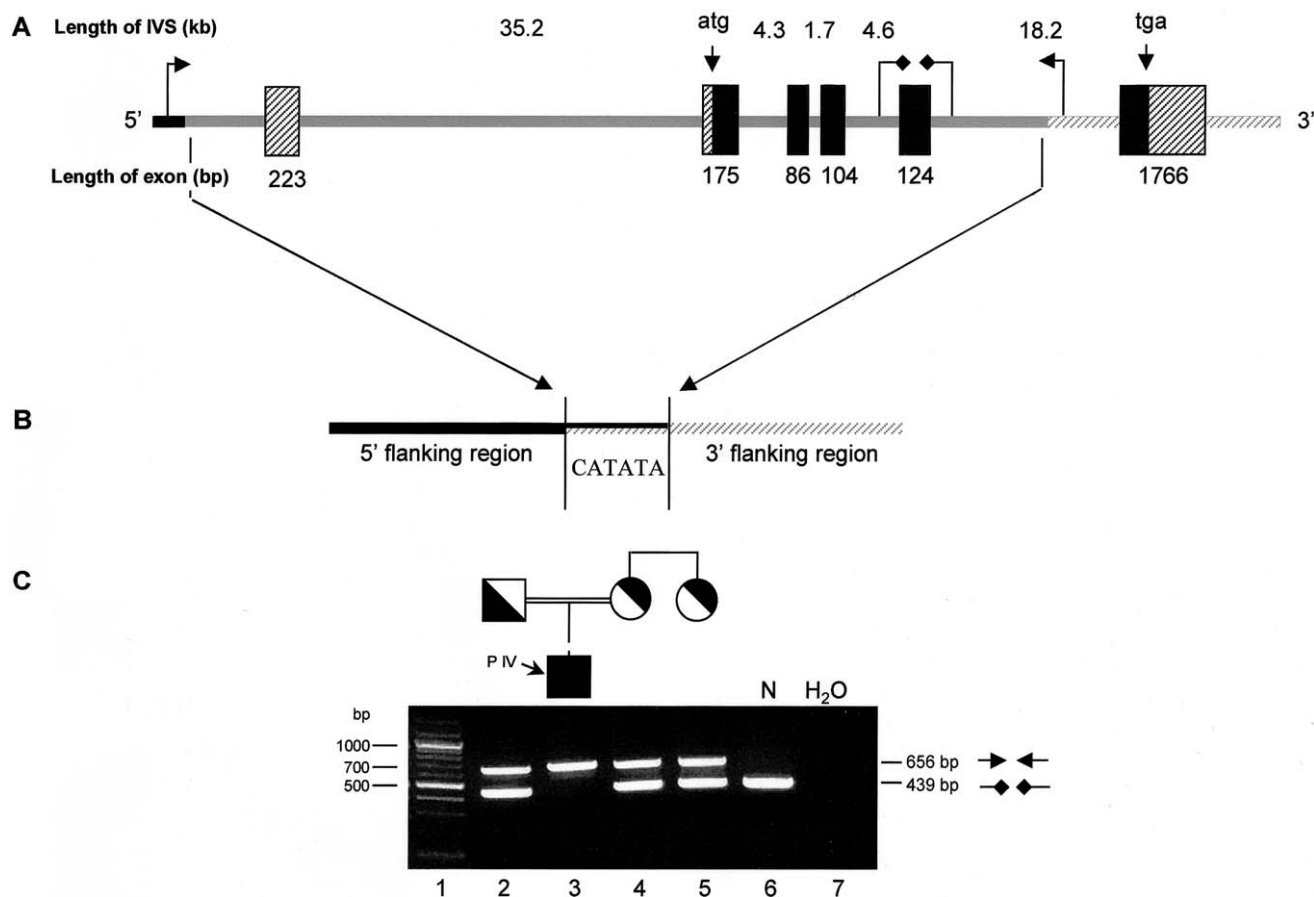 A
Length of IVS (kb)
35.2
atg
4.3
1.7
4.6
18.2
tga
5’
3’
Length of exon (bp)
223
175
86
104
124
1766
B
5’ flanking region
CATATA
3’ flanking region
C
P IV
N
H₂O
bp
1000
700
500
656 bp
439 bp
1
2
3
4
5
6
7